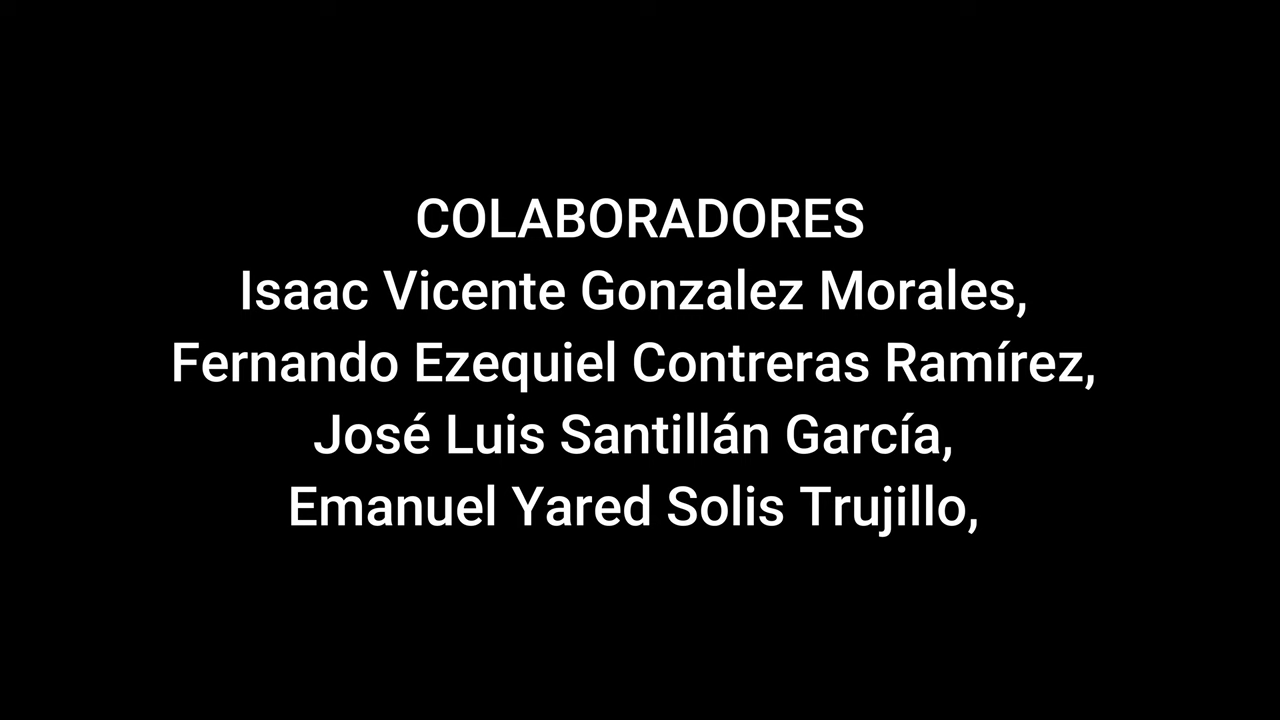 COLABORADORES
Isaac Vicente Gonzalez Morales,
Fernando Ezequiel Contreras Ramírez,
José Luis Santillán García,
Emanuel Yared Solis Trujillo,